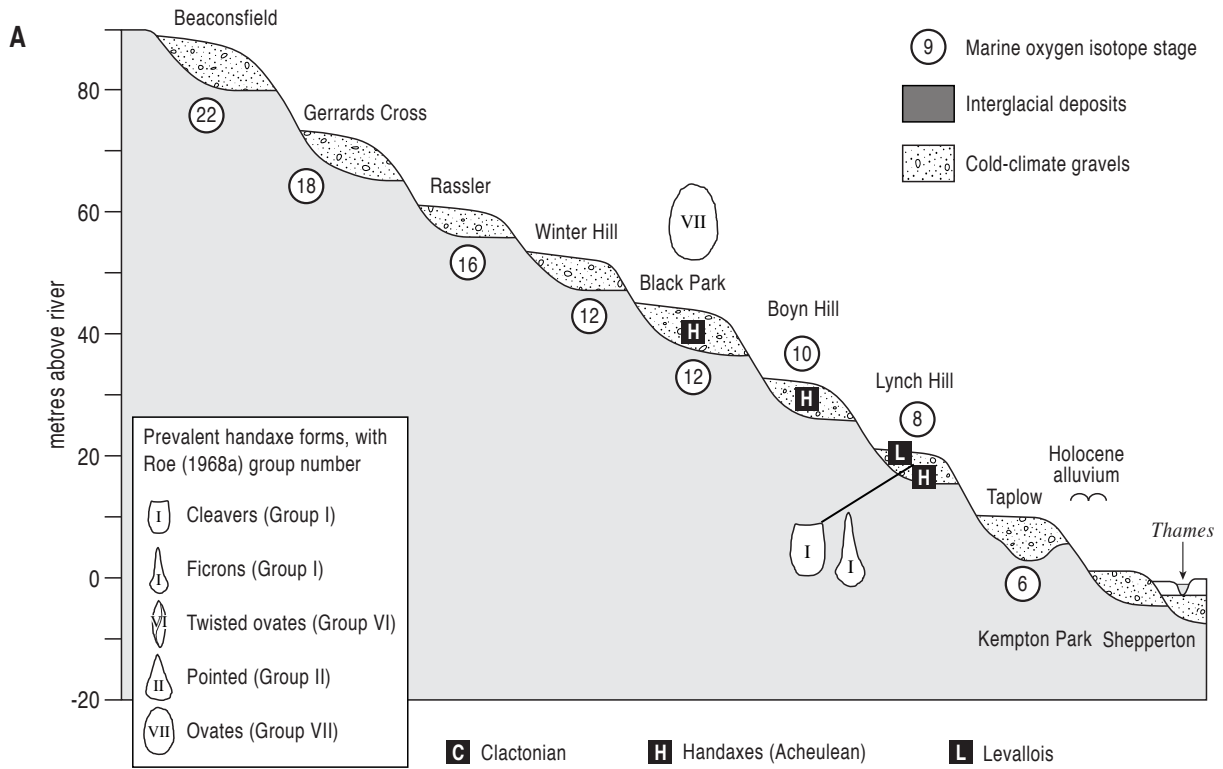 A
Beaconsfield
9 Marine oxygen isotope stage
Interglacial deposits
Cold-climate gravels
80
60
40
20
0
-20
metres above river
22
Gerrards Cross
18
Rassler
16
Winter Hill
12
VII
Black Park
H
12
Boyn Hill
10
H
Lynch Hill
8
L
H
I
I
Taplow
6
Holocene
alluvium
Thames
Kempton Park
Shepperton
Prevalent handaxe forms, with
Roe (1968a) group number
I Cleavers (Group I)
I Ficrons (Group I)
VI Twisted ovates (Group VI)
II Pointed (Group II)
VII Ovates (Group VII)
C Clactonian
H Handaxes (Acheulean)
L Levallois